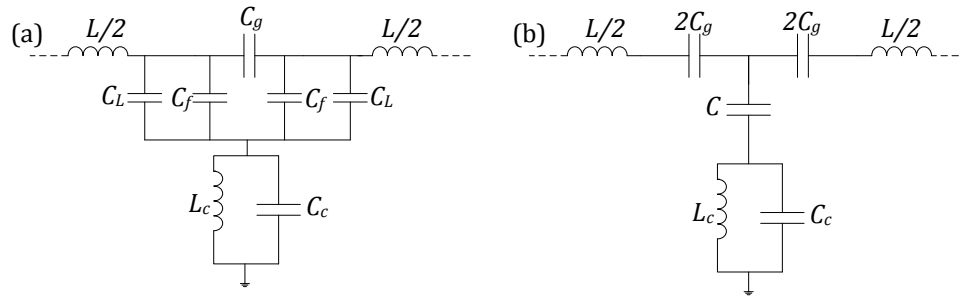 (a)
L/2
C_g
L/2
C_L
C_f
C_f
C_L
L_c
C_c
(b)
L/2
2C_g
2C_g
L/2
C
L_c
C_c